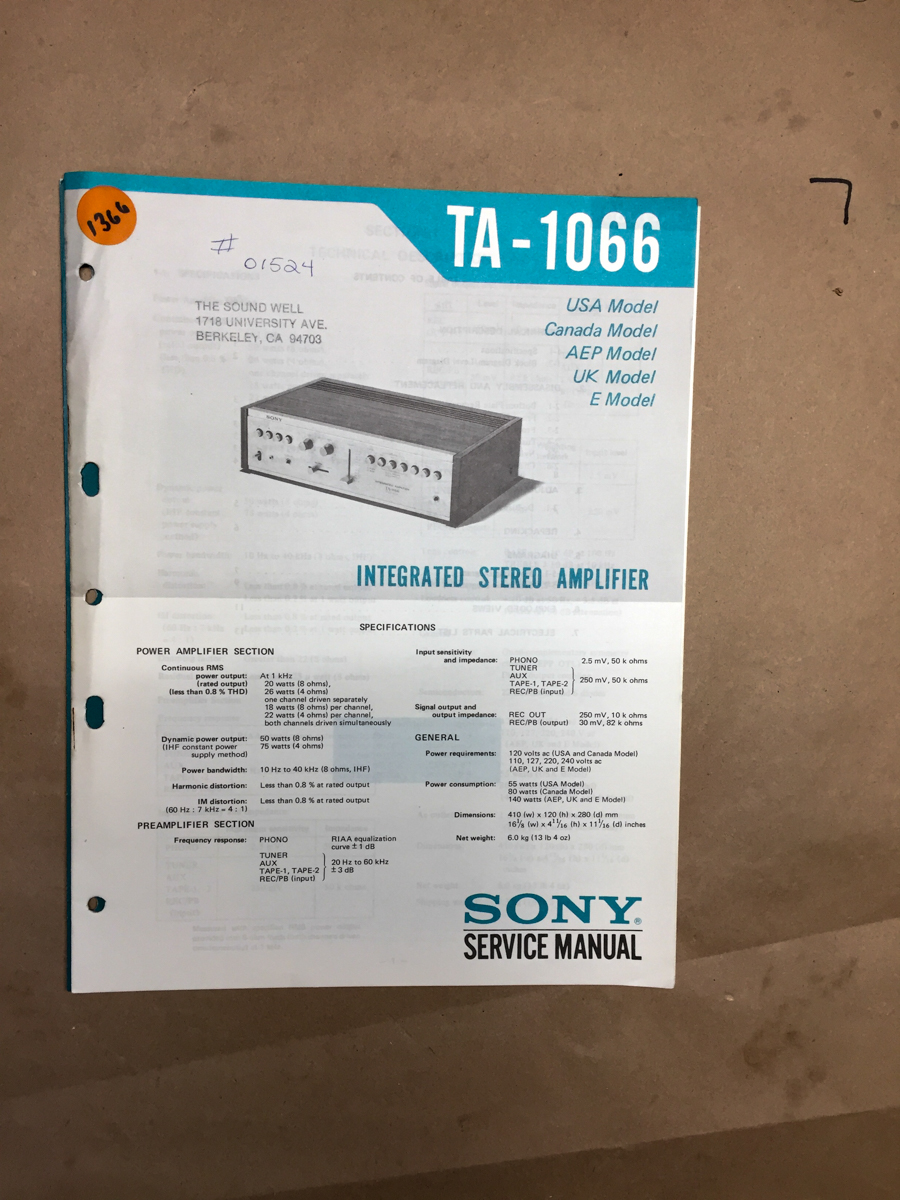 1366
TA-1066
#
01524
THE SOUND WELL
1718 UNIVERSITY AVE.
BERKELEY, CA 94703
USA Model
Canada Model
AEP Model
UK Model
E Model
SONY
INTEGRATED STEREO AMPLIFIER
SPECIFICATIONS
POWER AMPLIFIER SECTION
Continuous RMS
power output: At 1 kHz
(rated output) 20 watts (8 ohms),
(less than 0.8 % THD) 26 watts (4 ohms)
one channel driven separately
18 watts (8 ohms) per channel,
22 watts (4 ohms) per channel,
both channels driven simultaneously
Dynamic power output: 50 watts (8 ohms)
(IHF constant power 75 watts (4 ohms)
supply method)
Power bandwidth: 10 Hz to 40 kHz (8 ohms, IHF)
Harmonic distortion: Less than 0.8 % at rated output
IM distortion: Less than 0.8 % at rated output
(60 Hz : 7 kHz = 4 : 1)
PREAMPLIFIER SECTION
Frequency response: PHONO RIAA equalization
curve ± 1 dB
TUNER
AUX 20 Hz to 60 kHz
TAPE-1, TAPE-2 ± 3 dB
REC/PB (input)
Input sensitivity
and impedance: PHONO 2.5 mV, 50 k ohms
TUNER
AUX
TAPE-1, TAPE-2 250 mV, 50 k ohms
REC/PB (input)
Signal output and
output impedance: REC OUT 250 mV, 10 k ohms
REC/PB (output) 30 mV, 82 k ohms
GENERAL
Power requirements: 120 volts ac (USA and Canada Model)
110, 127, 220, 240 volts ac
(AEP, UK and E Model)
Power consumption: 55 watts (USA Model)
80 watts (Canada Model)
140 watts (AEP, UK and E Model)
Dimensions: 410 (w) x 120 (h) x 280 (d) mm
16 1/8 (w) x 4 11/16 (h) x 11 1/16 (d) inches
Net weight: 6.0 kg (13 lb 4 oz)
SONY®
SERVICE MANUAL